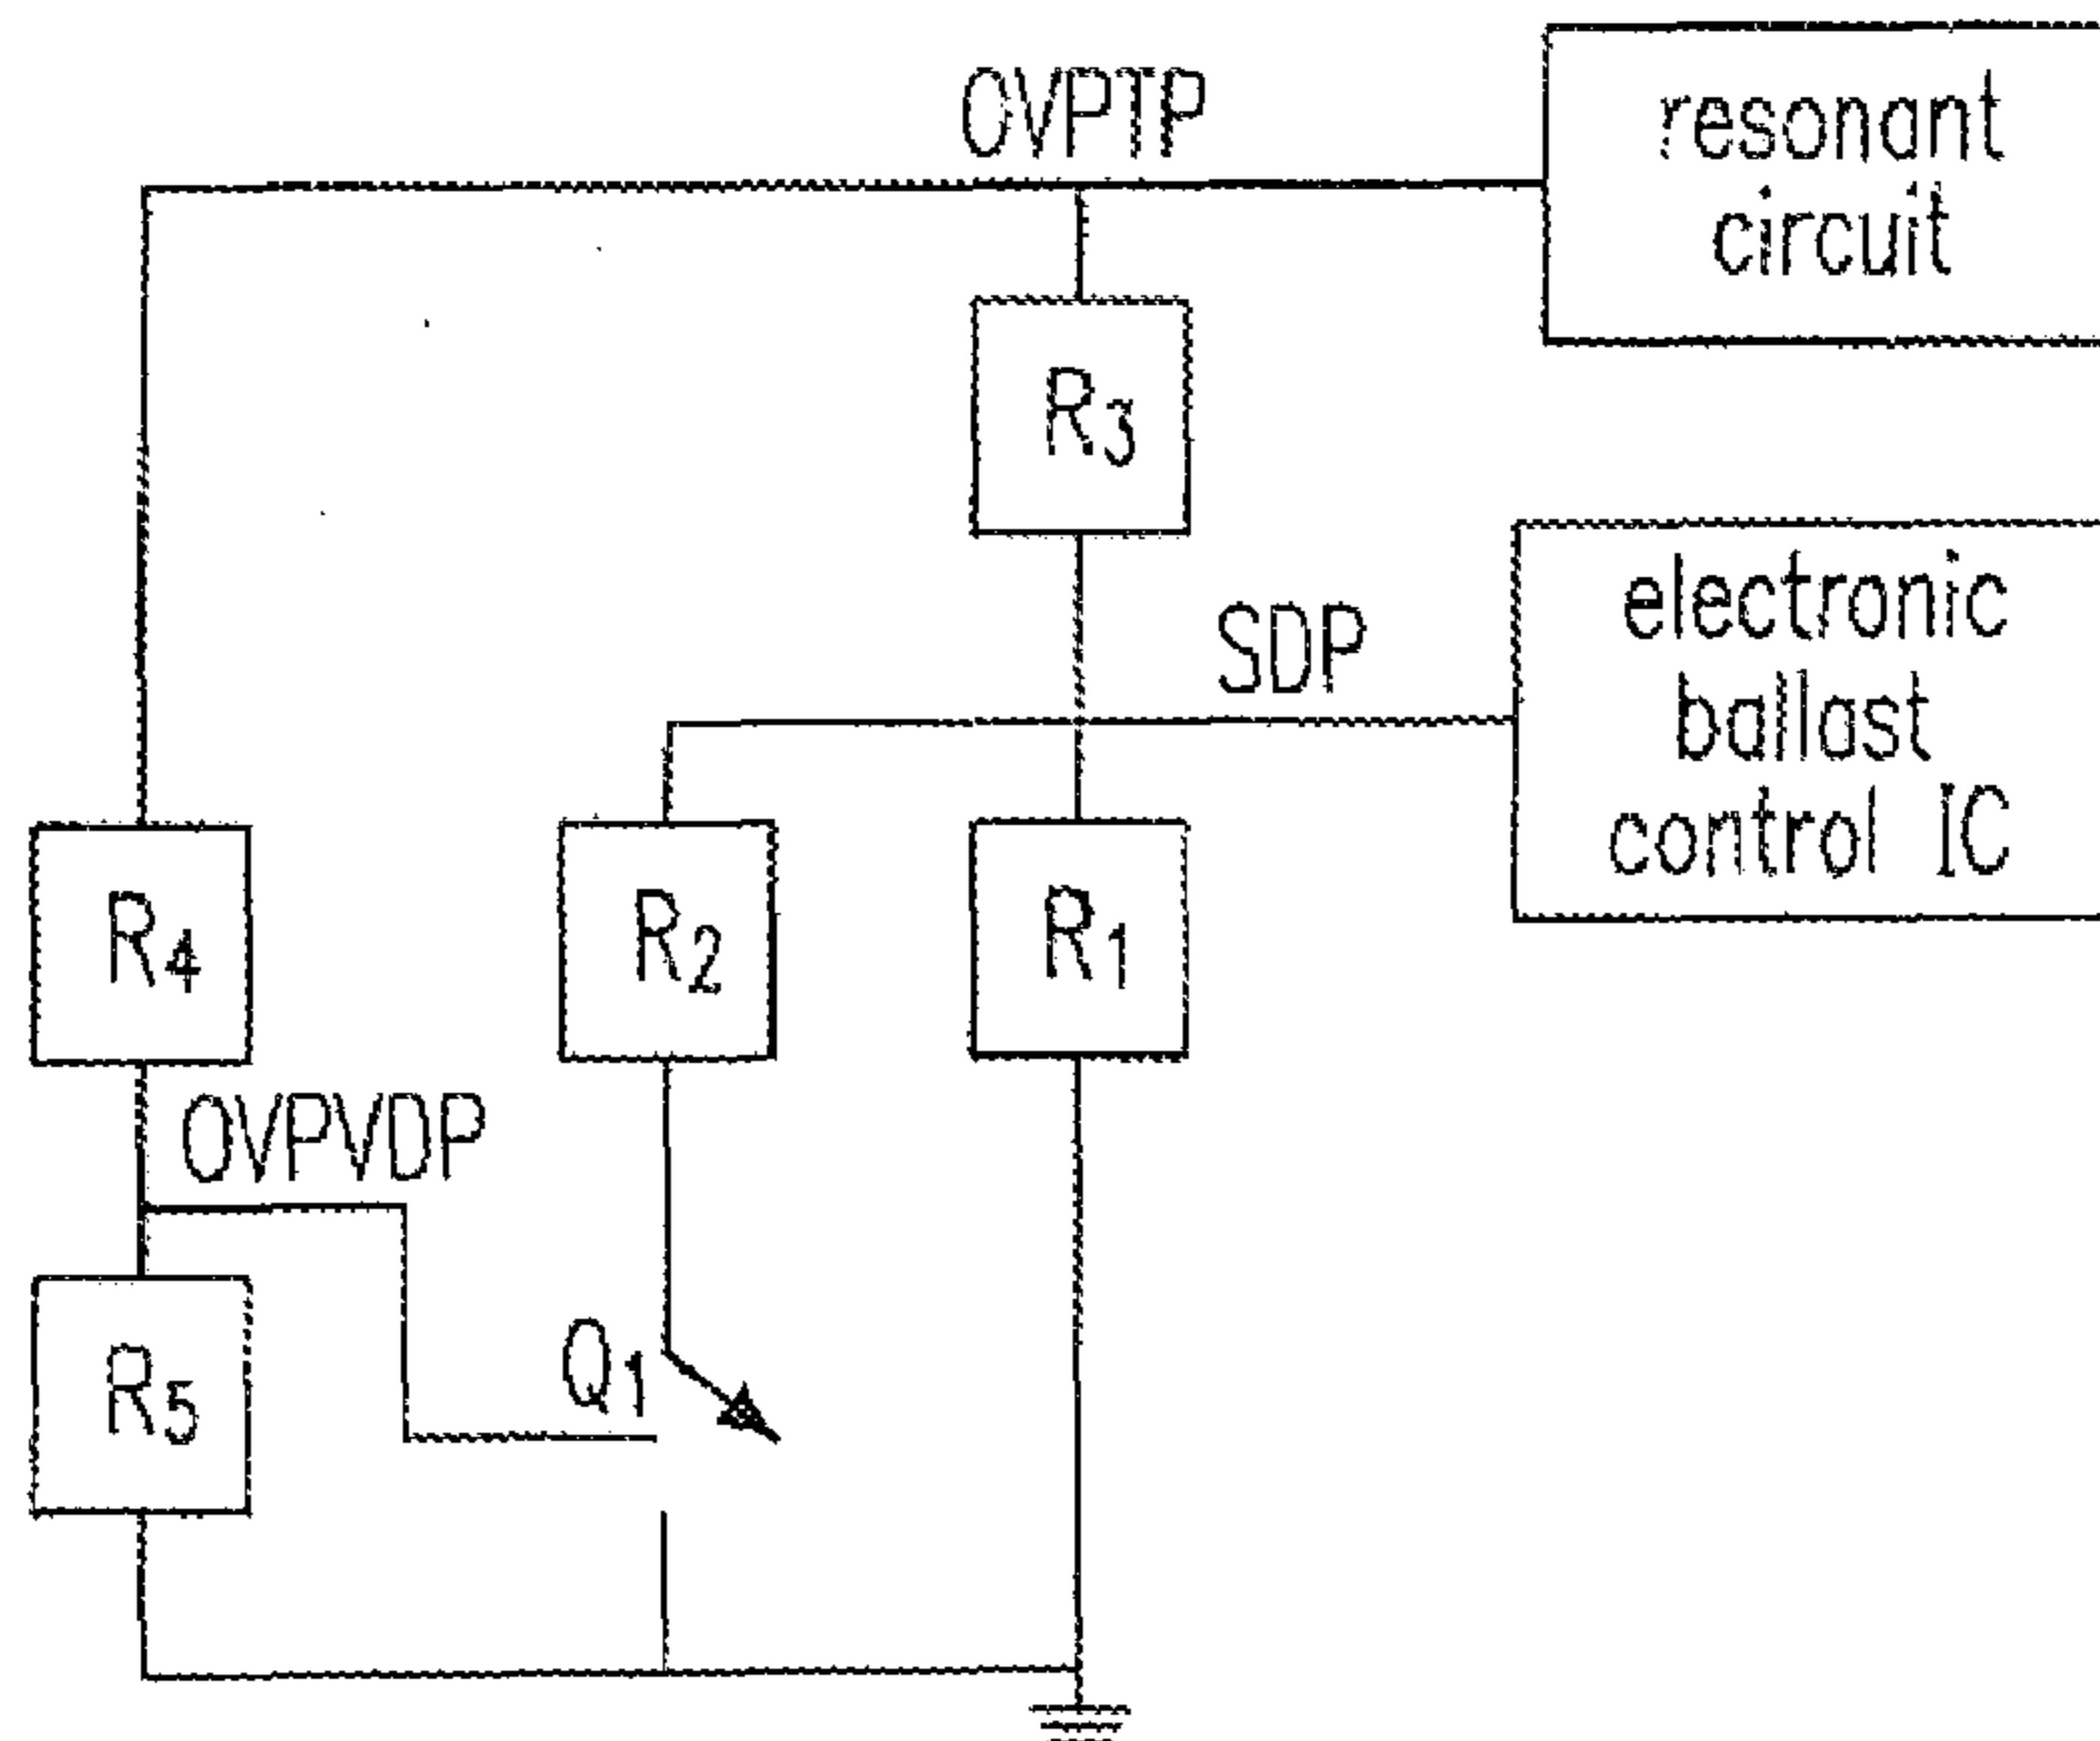 OVPTP
resonant
circuit
R3
SDP
electronic
ballast
control IC
R4
R2
R1
OVPVDP
Q1
R5